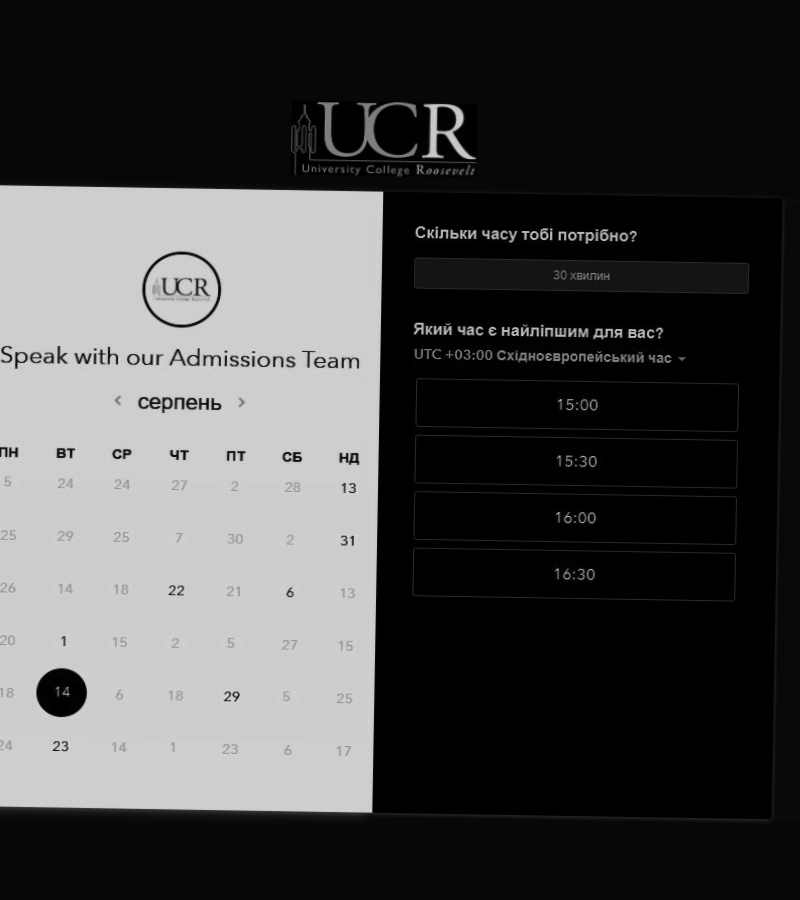 UCR
University College Roosevelt
UCR
University College Roosevelt
Speak with our Admissions Team
серпень
ПН ВТ СР ЧТ ПТ СБ НД
5 24 24 27 2 28 13
25 29 25 7 30 2 31
26 14 18 22 21 6 13
20 1 15 2 5 27 15
18 14 6 18 29 5 25
24 23 14 1 23 6 17
Скільки часу тобі потрібно?
30 хвилин
Який час є найліпшим для вас?
UTC +03:00 Східноєвропейський час
15:00
15:30
16:00
16:30